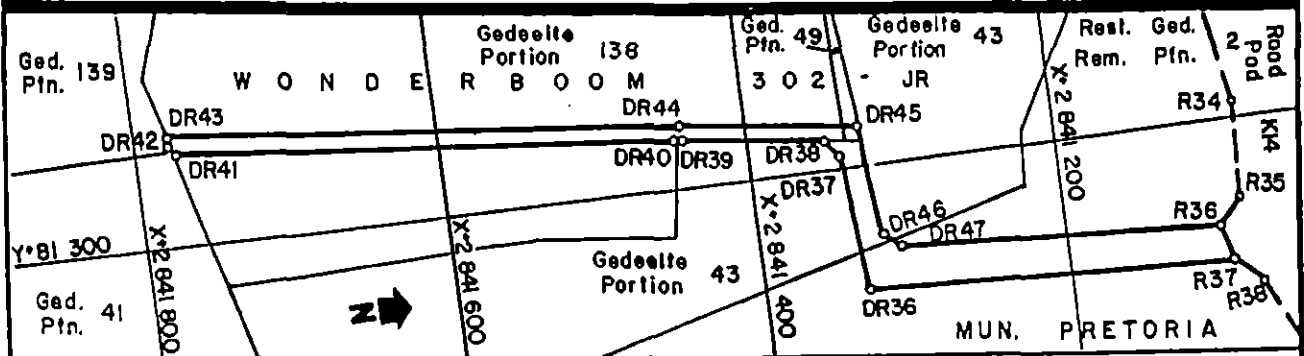 Ged.
Ptn. 139
Gedeelte
Portion 138
Ged.
Ptn. 49
Gedeelte
Portion 43
Rest. Ged.
Rem. Ptn. 2
Pad
Road
K14
W O N D E R B O O M 3 0 2 - JR
DR43
DR44
DR45
R34
DR42
DR41
DR40
DR39
DR38
DR37
X+2 841 200
R35
R36
DR46
DR47
Y+81 300
X+2 841 800
X+2 841 600
X+2 841 400
Gedeelte
Portion 43
Ged.
Ptn. 41
N
DR36
R37
R38
MUN. PRETORIA